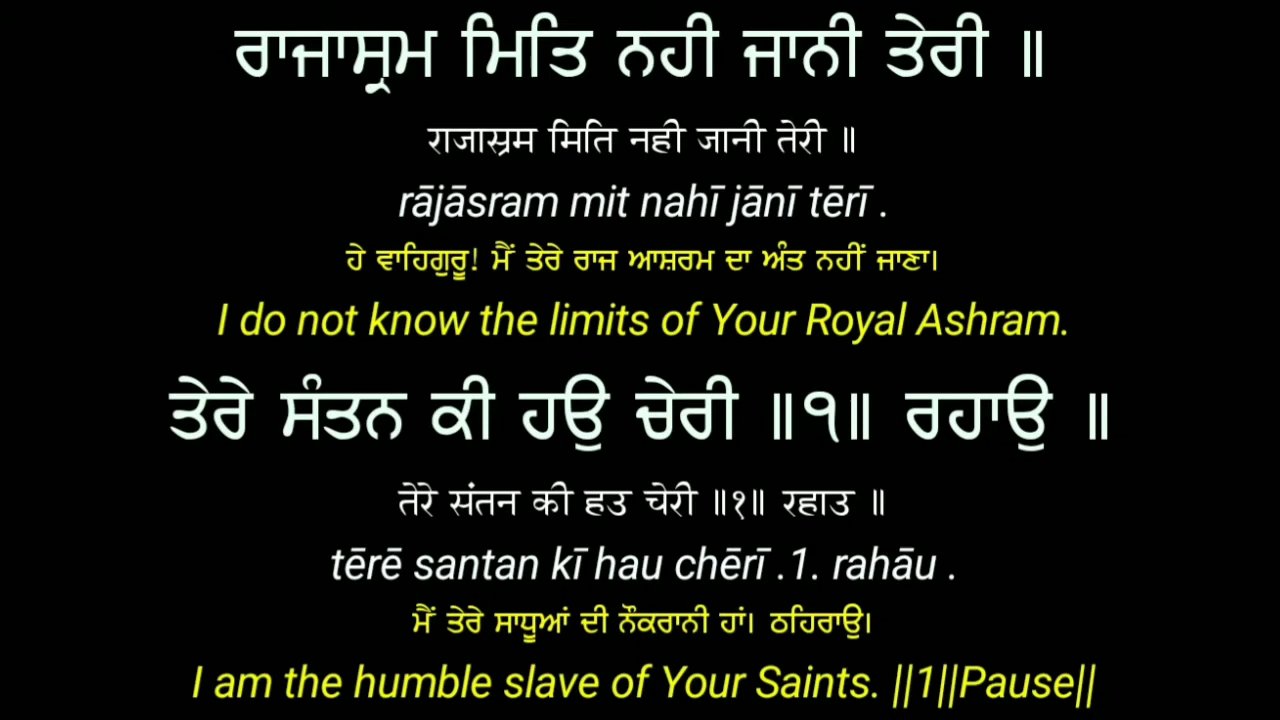 ਰਾਜਾਸ੍ਰਮ ਮਿਤਿ ਨਹੀ ਜਾਨੀ ਤੇਰੀ ॥
राजास्रम मिति नही जानी तेरी ॥
rājāsram mit nahī jānī tērī .
ਹੇ ਵਾਹਿਗੁਰੂ! ਮੈਂ ਤੇਰੇ ਰਾਜ ਆਸ਼ਰਮ ਦਾ ਅੰਤ ਨਹੀਂ ਜਾਣਾ।
I do not know the limits of Your Royal Ashram.
ਤੇਰੇ ਸੰਤਨ ਕੀ ਹਉ ਚੇਰੀ ॥੧॥ ਰਹਾਉ ॥
तेरे संतन की हउ चेरी ॥१॥ रहाउ ॥
tērē santan kī hau chērī .1. rahāu .
ਮੈਂ ਤੇਰੇ ਸਾਧੂਆਂ ਦੀ ਨੌਕਰਾਨੀ ਹਾਂ। ਠਹਿਰਾਉ।
I am the humble slave of Your Saints. ||1||Pause||